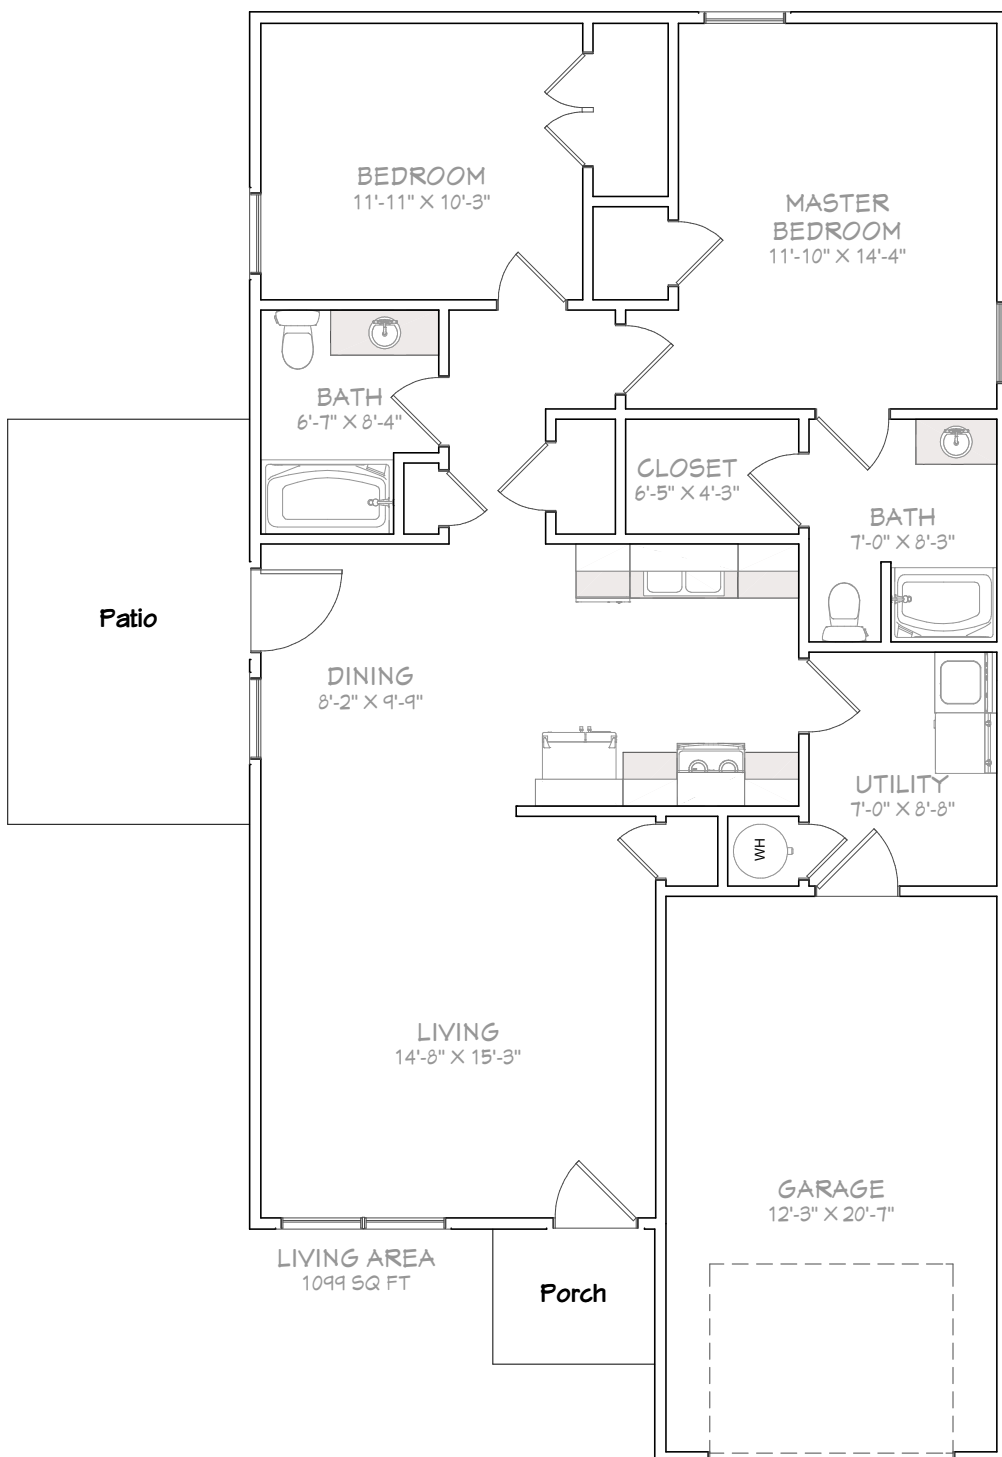 BEDROOM
11'-11" X 10'-3"
MASTER
BEDROOM
11'-10" X 14'-4"
BATH
6'-7" X 8'-4"
CLOSET
6'-5" X 4'-3"
BATH
7'-0" X 8'-3"
Patio
DINING
8'-2" X 9'-9"
UTILITY
7'-0" X 8'-8"
WH
LIVING
14'-8" X 15'-3"
GARAGE
12'-3" X 20'-7"
LIVING AREA
1099 SQ FT
Porch